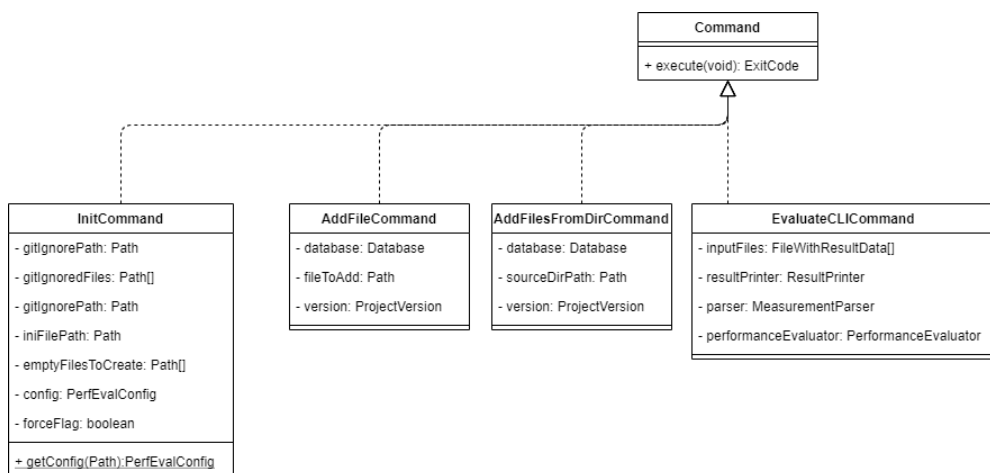 Command
+ execute(void): ExitCode
InitCommand
- gitIgnorePath: Path
- gitIgnoredFiles: Path[]
- gitIgnorePath: Path
- iniFilePath: Path
- emptyFilesToCreate: Path[]
- config: PerfEvalConfig
- forceFlag: boolean
+ getConfig(Path):PerfEvalConfig
AddFileCommand
- database: Database
- fileToAdd: Path
- version: ProjectVersion
AddFilesFromDirCommand
- database: Database
- sourceDirPath: Path
- version: ProjectVersion
EvaluateCLICommand
- inputFiles: FileWithResultData[]
- resultPrinter: ResultPrinter
- parser: MeasurementParser
- performanceEvaluator: PerformanceEvaluator